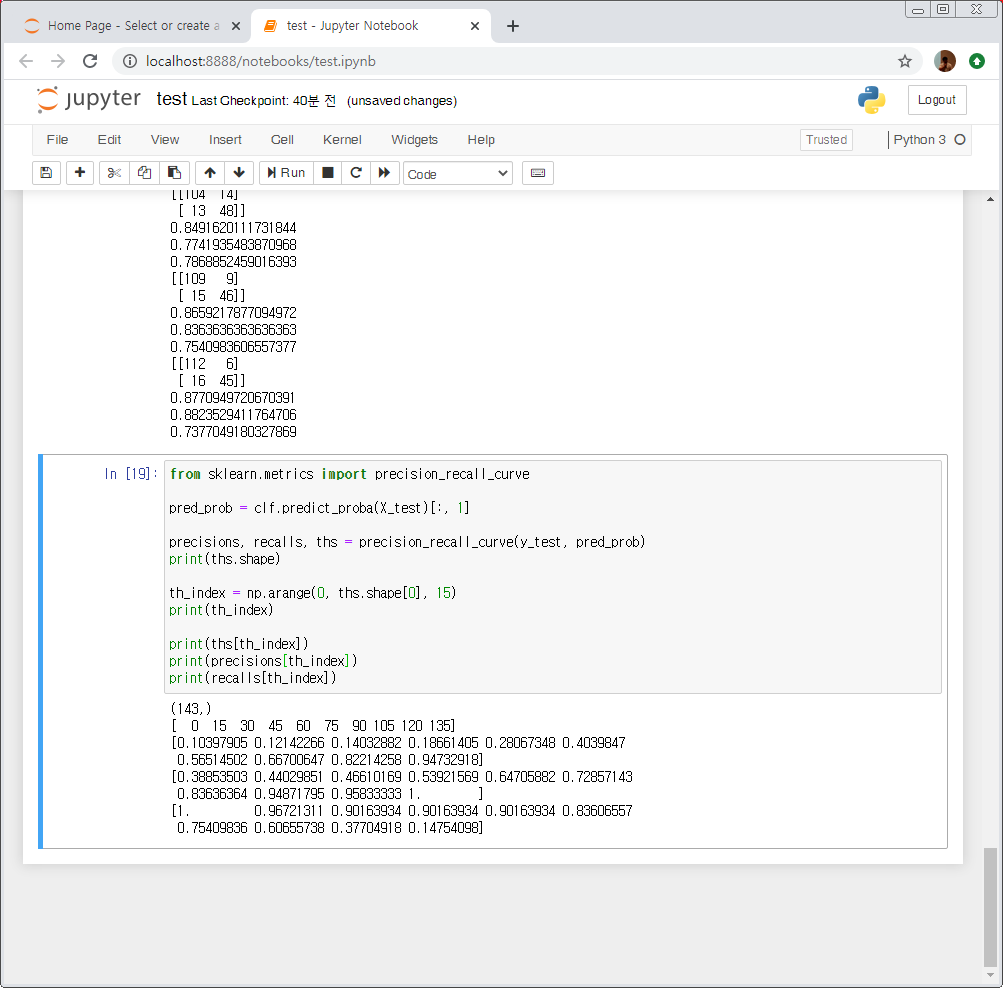 Home Page - Select or create a
test - Jupyter Notebook
localhost:8888/notebooks/test.ipynb
jupyter test Last Checkpoint: 40분 전 (unsaved changes)
Logout
File Edit View Insert Cell Kernel Widgets Help
Trusted
Python 3
Run
Code
[[104 14]
[ 13 48]]
0.8491620111731844
0.7741935483870968
0.7868852459016393
[[109 9]
[ 15 46]]
0.8659217877094972
0.8363636363636363
0.7540983606557377
[[112 6]
[ 16 45]]
0.8770949720670391
0.8823529411764706
0.7377049180327869
In [19]:
from sklearn.metrics import precision_recall_curve
pred_prob = clf.predict_proba(X_test)[:, 1]
precisions, recalls, ths = precision_recall_curve(y_test, pred_prob)
print(ths.shape)
th_index = np.arange(0, ths.shape[0], 15)
print(th_index)
print(ths[th_index])
print(precisions[th_index])
print(recalls[th_index])
(143,)
[ 0 15 30 45 60 75 90 105 120 135]
[0.10397905 0.12142266 0.14032882 0.18661405 0.28067348 0.4039847
0.56514502 0.66700647 0.82214258 0.94732918]
[0.38853503 0.44029851 0.46610169 0.53921569 0.64705882 0.72857143
0.83636364 0.94871795 0.95833333 1. ]
[1. 0.96721311 0.90163934 0.90163934 0.90163934 0.83606557
0.75409836 0.60655738 0.37704918 0.14754098]